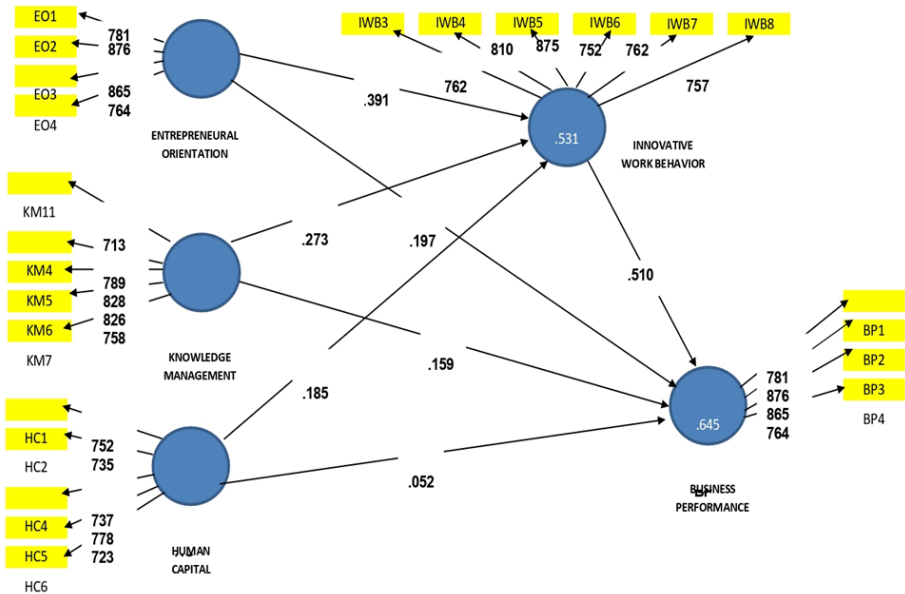 IWB3 IWB4 IWB5 IWB6 IWB7 IWB8
810 875 752 762
762 757
EO1
781
EO2
876
EO3
865
EO4
764
ENTREPRENEURAL
ORIENTATION
.391
.531
INNOVATIVE
WORK BEHAVIOR
KM11
713
KM4
789
KM5
828
KM6
826
KM7
758
KNOWLEDGE
MANAGEMENT
.273
.197
.510
.159
.185
.052
HC1
752
HC2
735
HC4
737
HC5
778
723
HC6
HUMAN
CAPITAL
BP1
BP2
BP3
BP4
781
876
865
764
.645
BUSINESS
PERFORMANCE